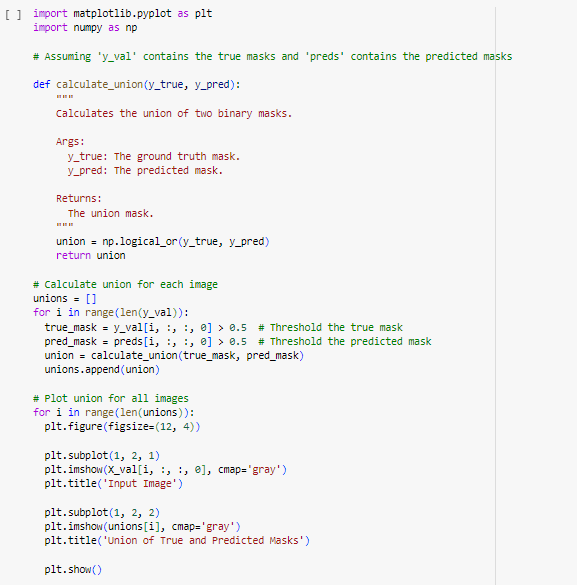 [ ] import matplotlib.pyplot as plt
import numpy as np

# Assuming 'y_val' contains the true masks and 'preds' contains the predicted masks

def calculate_union(y_true, y_pred):
    """
    Calculates the union of two binary masks.

    Args:
      y_true: The ground truth mask.
      y_pred: The predicted mask.

    Returns:
      The union mask.
    """
    union = np.logical_or(y_true, y_pred)
    return union

# Calculate union for each image
unions = []
for i in range(len(y_val)):
  true_mask = y_val[i, :, :, 0] > 0.5  # Threshold the true mask
  pred_mask = preds[i, :, :, 0] > 0.5  # Threshold the predicted mask
  union = calculate_union(true_mask, pred_mask)
  unions.append(union)

# Plot union for all images
for i in range(len(unions)):
  plt.figure(figsize=(12, 4))

  plt.subplot(1, 2, 1)
  plt.imshow(X_val[i, :, :, 0], cmap='gray')
  plt.title('Input Image')

  plt.subplot(1, 2, 2)
  plt.imshow(unions[i], cmap='gray')
  plt.title('Union of True and Predicted Masks')

  plt.show()